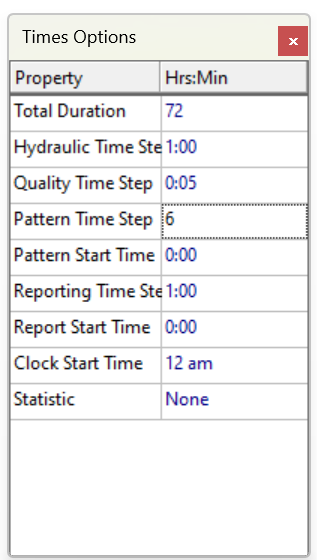 Times Options
x
Property Hrs:Min
Total Duration 72
Hydraulic Time Ste 1:00
Quality Time Step 0:05
Pattern Time Step 6
Pattern Start Time 0:00
Reporting Time Ste 1:00
Report Start Time 0:00
Clock Start Time 12 am
Statistic None